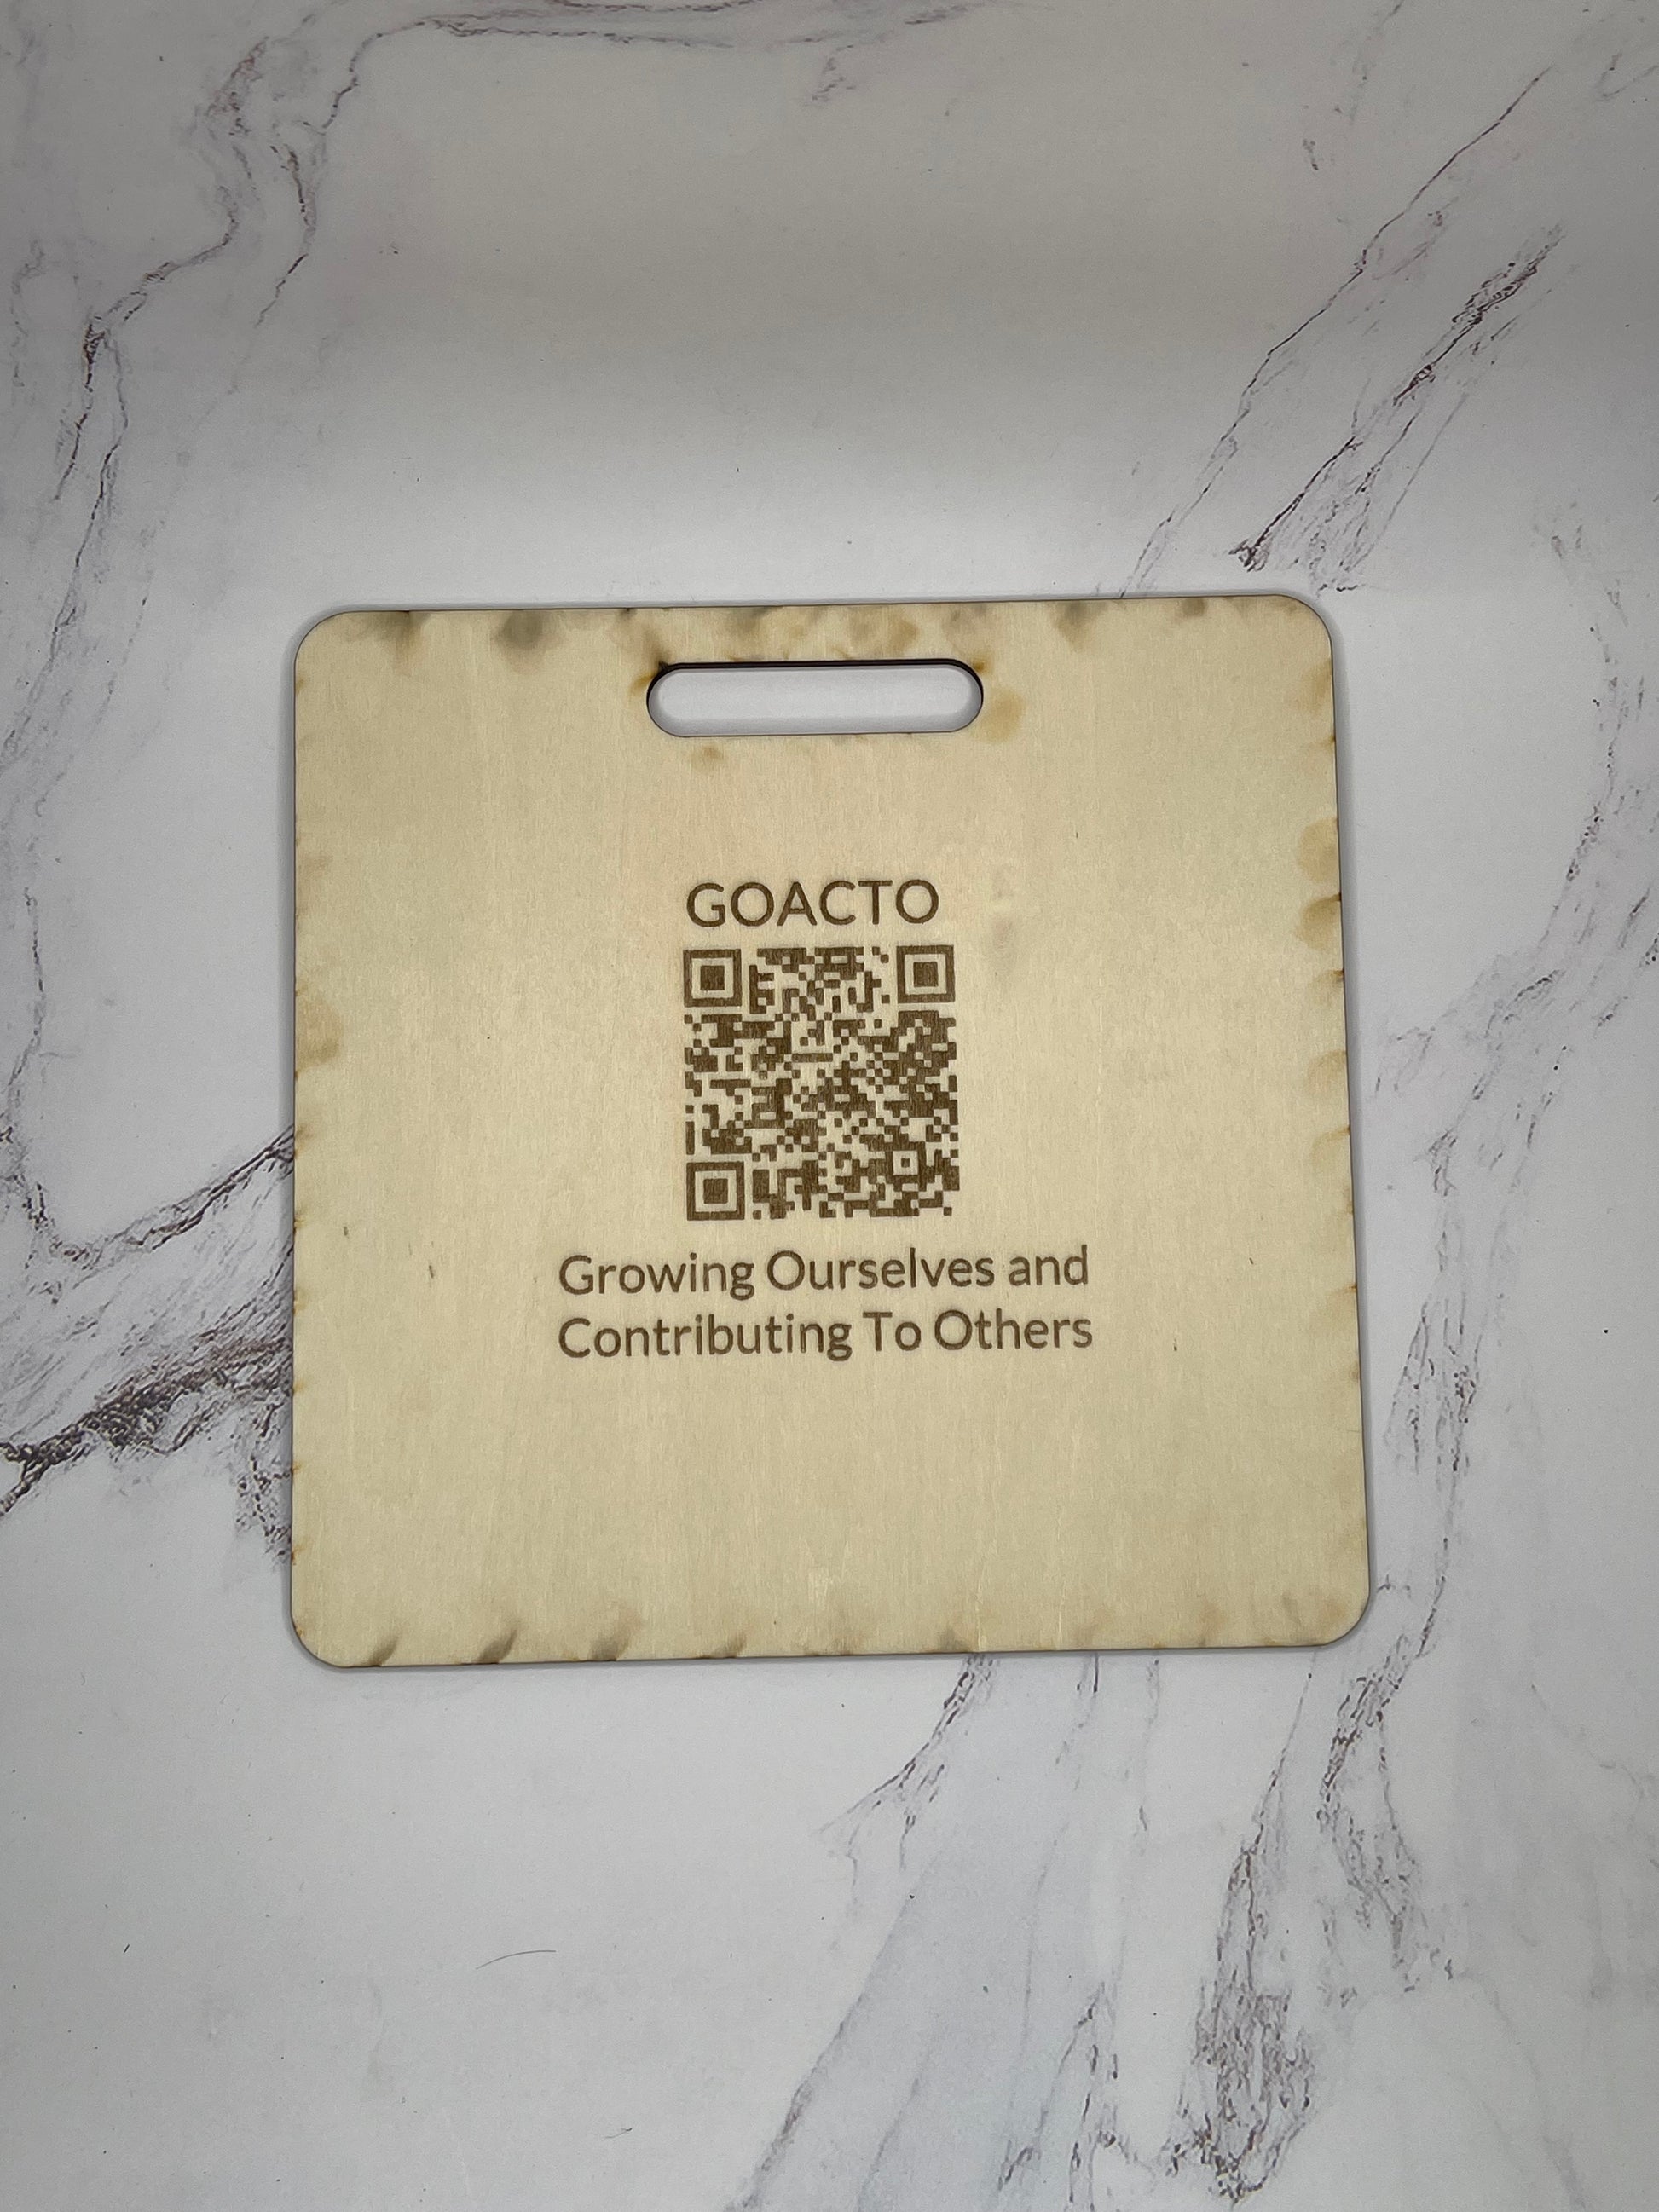 GOACTO
Growing Ourselves and
Contributing To Others